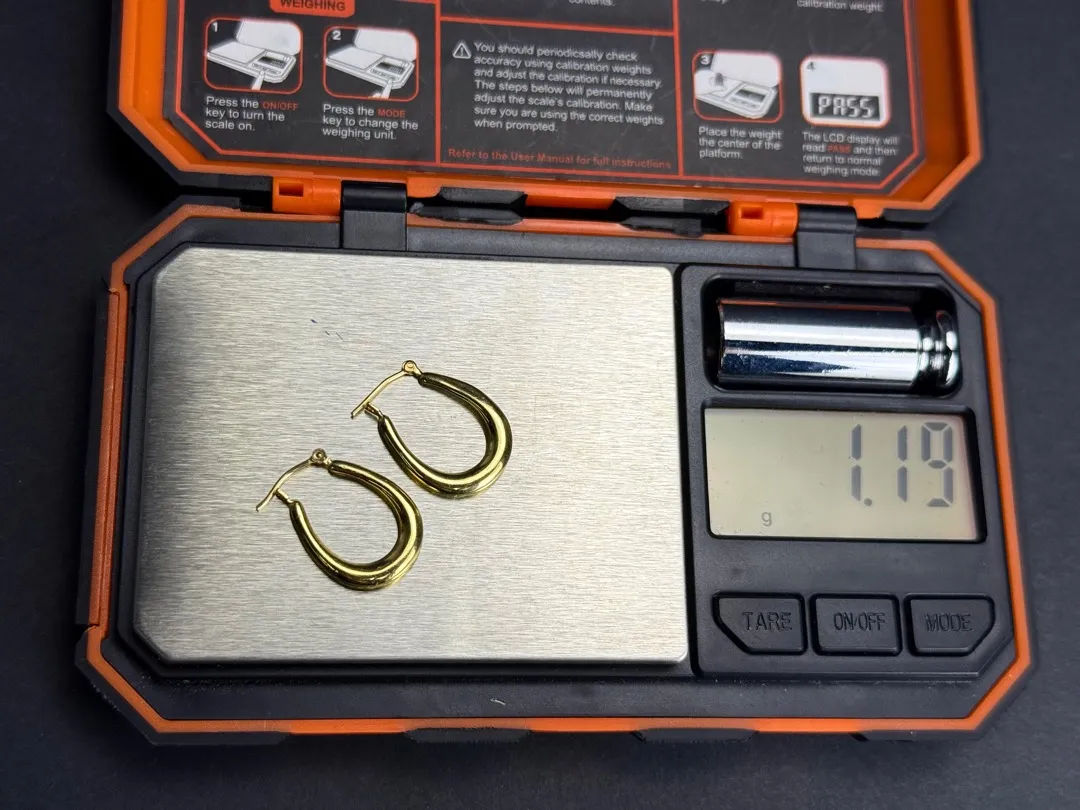 WEIGHING
1
Press the ON/OFF
key to turn the
scale on.
2
Press the MODE
key to change the
weighing unit.
contents.
You should periodicsally check
accuracy using calibration weights
and adjust the calibration if necessary.
The steps below will permanently
adjust the scale's calibration. Make
sure you are using the correct weights
when prompted.
Refer to the User Manual for full instructions
calibration weight.
3
Place the weight
the center of the
platform.
4
PASS
The LCD display will
read PASS and then
return to normal
weighing mode.
1.19
g
TARE
ON/OFF
MODE